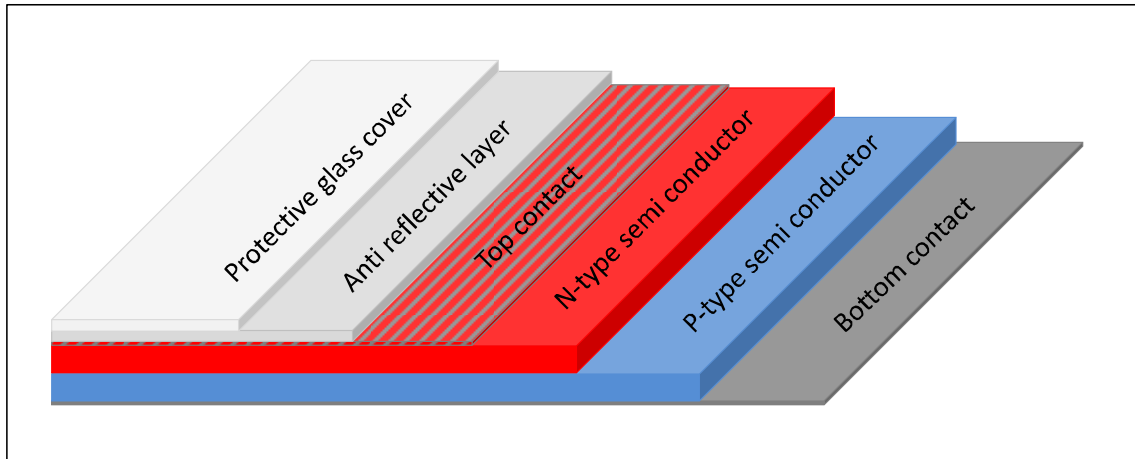 Protective glass cover
Anti reflective layer
Top contact
N-type semi conductor
P-type semi conductor
Bottom contact